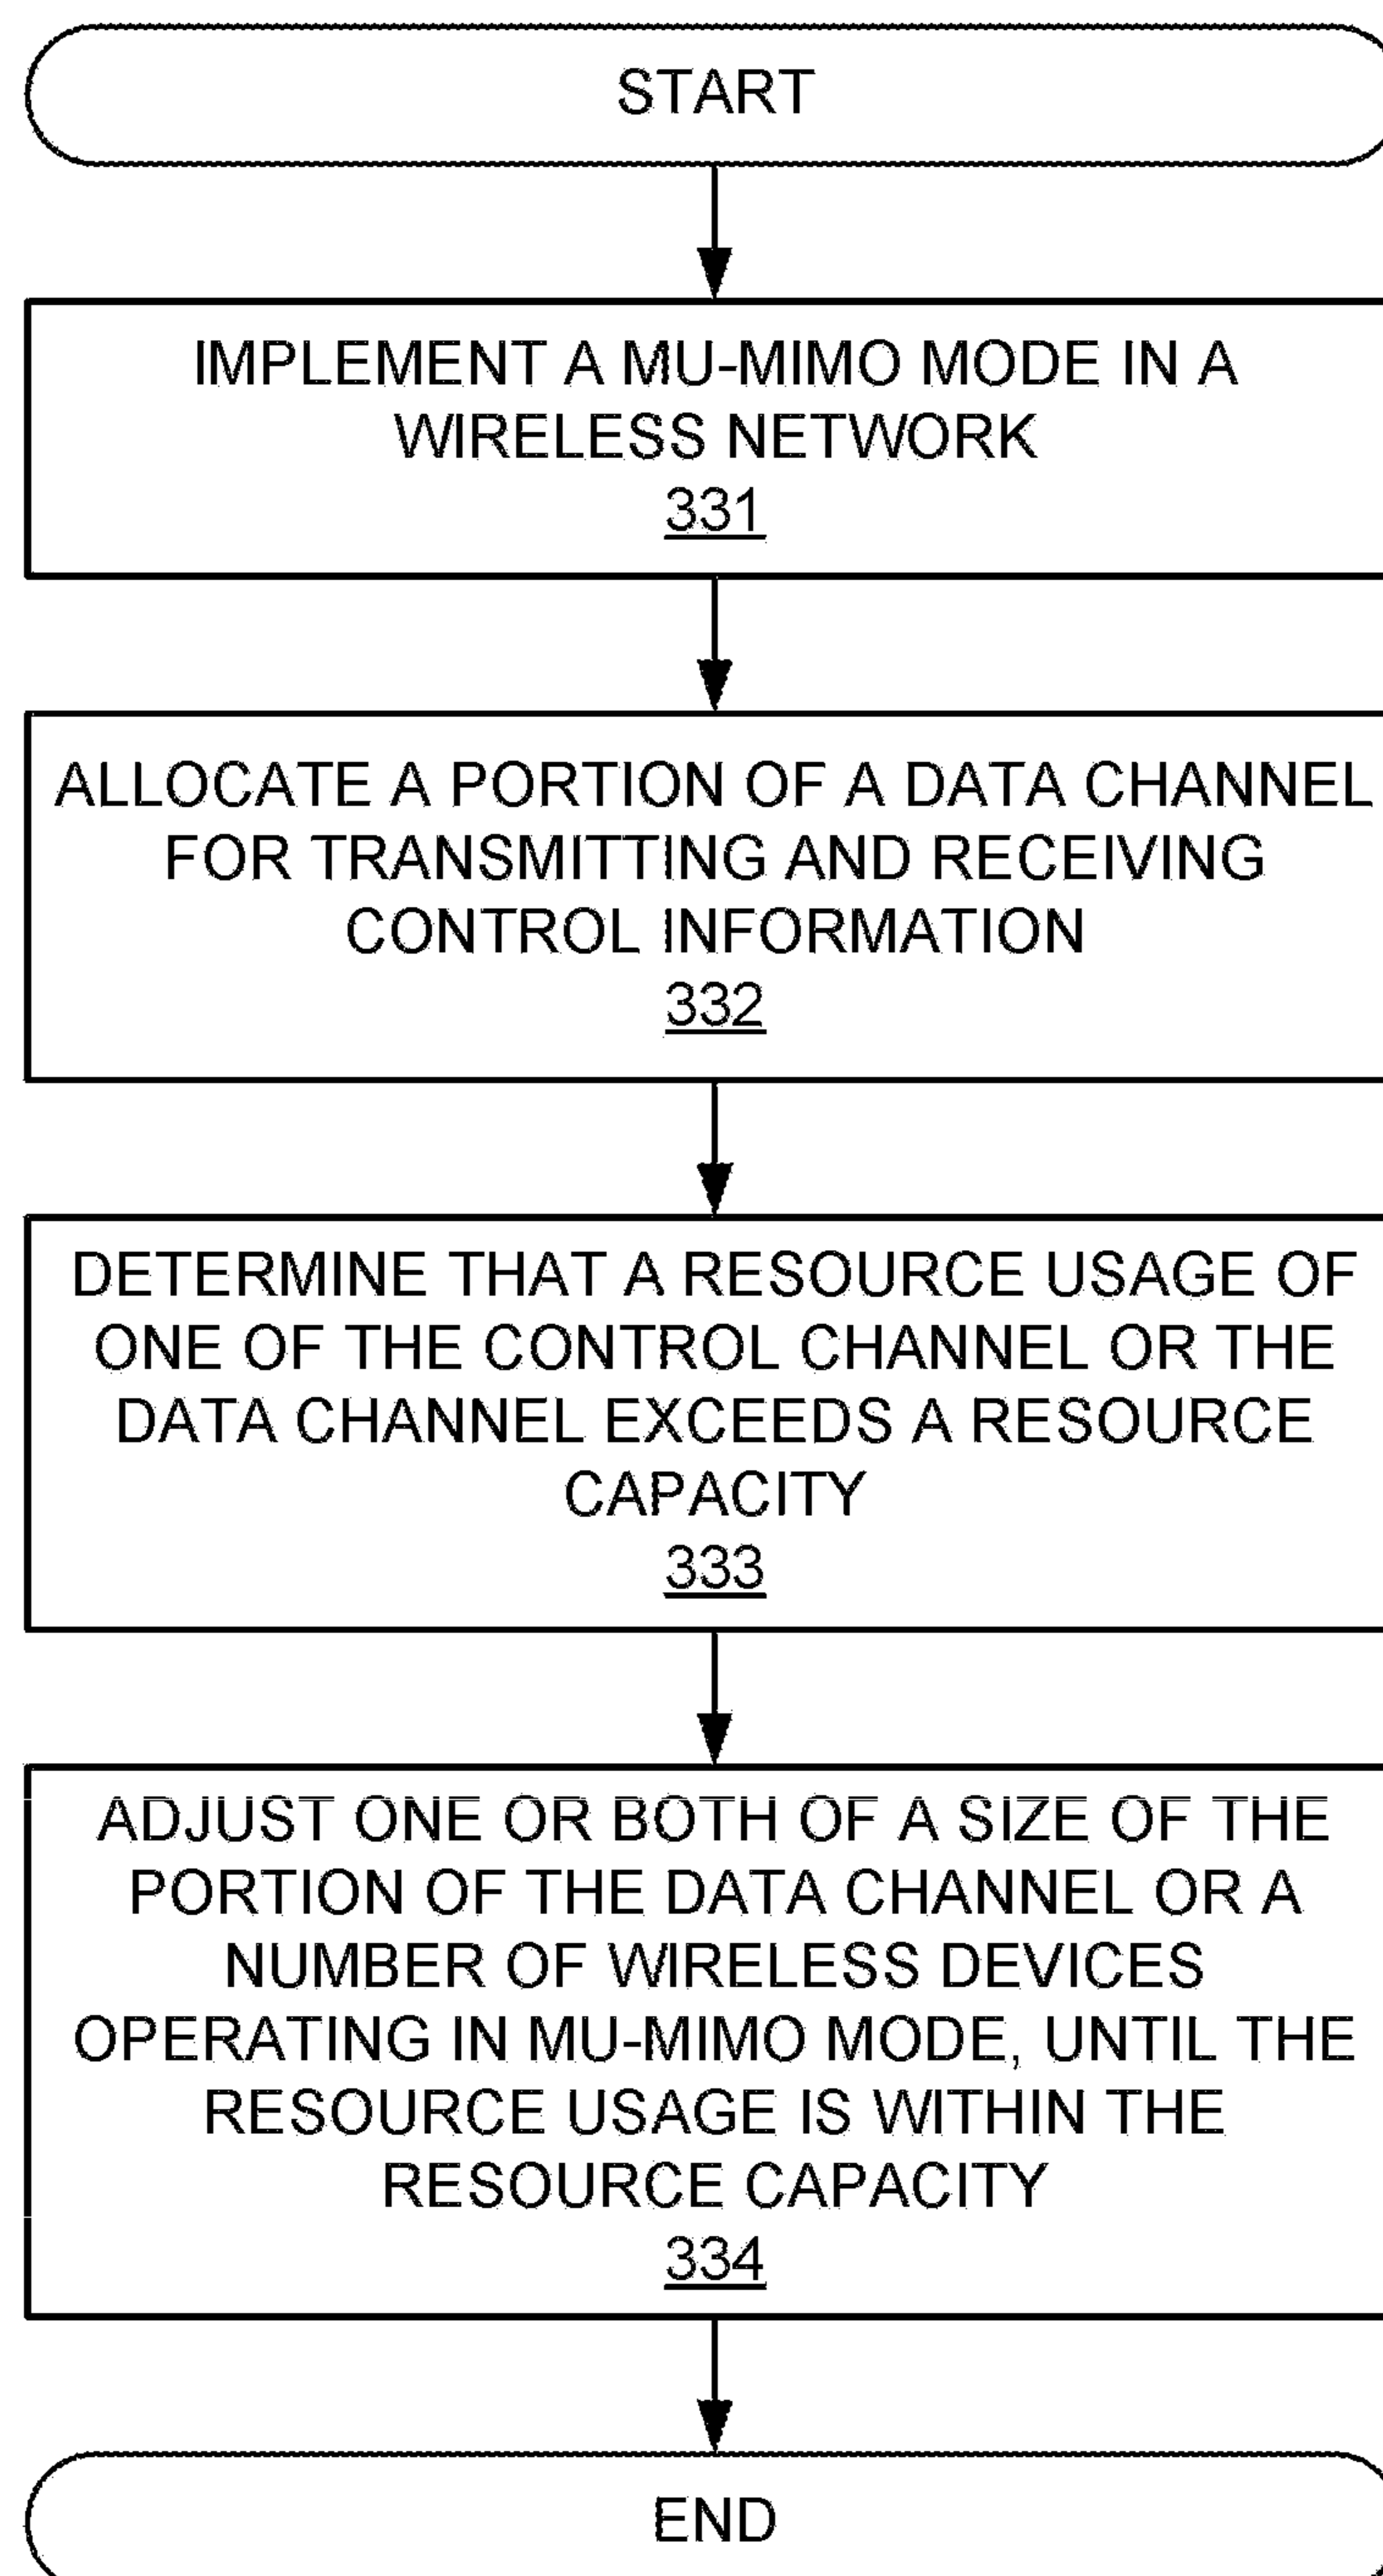 START
IMPLEMENT A MU-MIMO MODE IN A
WIRELESS NETWORK
331
ALLOCATE A PORTION OF A DATA CHANNEL
FOR TRANSMITTING AND RECEIVING
CONTROL INFORMATION
332
DETERMINE THAT A RESOURCE USAGE OF
ONE OF THE CONTROL CHANNEL OR THE
DATA CHANNEL EXCEEDS A RESOURCE
CAPACITY
333
ADJUST ONE OR BOTH OF A SIZE OF THE
PORTION OF THE DATA CHANNEL OR A
NUMBER OF WIRELESS DEVICES
OPERATING IN MU-MIMO MODE, UNTIL THE
RESOURCE USAGE IS WITHIN THE
RESOURCE CAPACITY
334
END